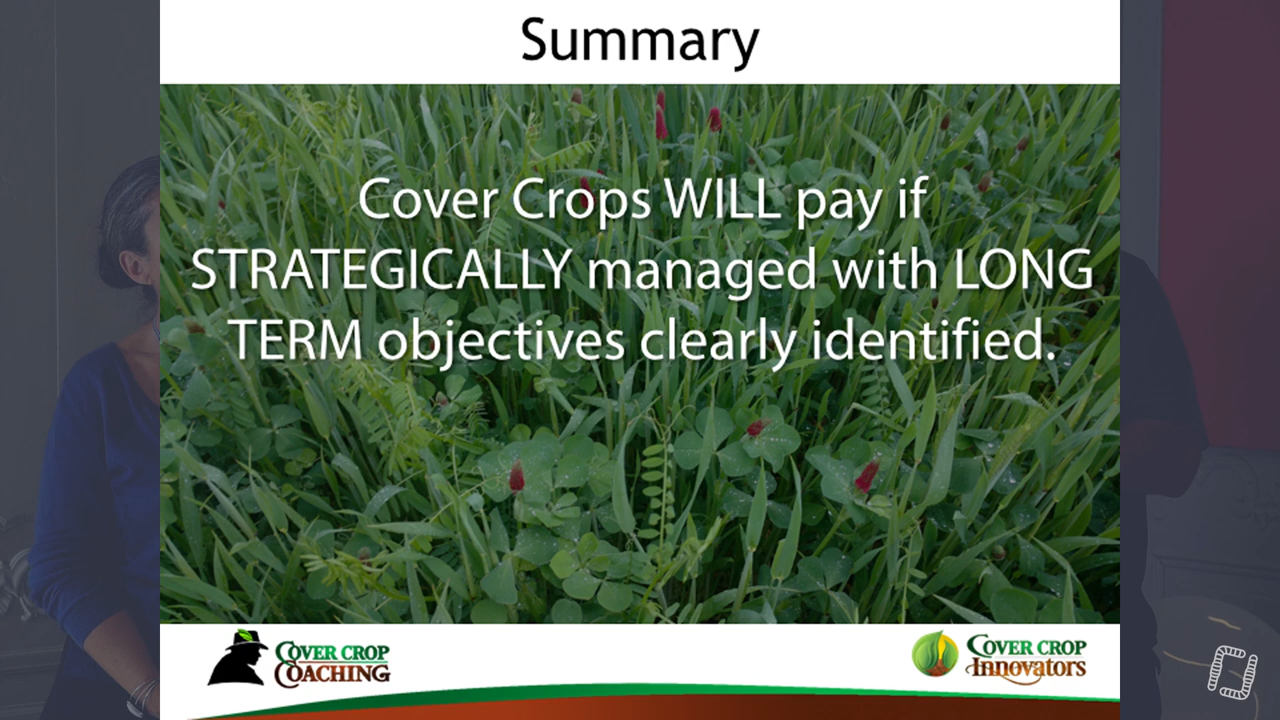 Summary
Cover Crops WILL pay if
STRATEGICALLY managed with LONG
TERM objectives clearly identified.
COVER CROP
COACHING
COVER CROP
Innovators